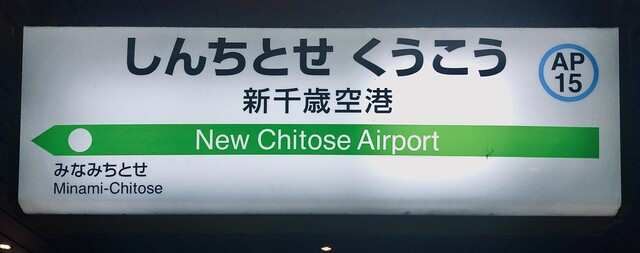 しんちとせ くうこう
AP
15
新千歳空港
New Chitose Airport
みなみちとせ
Minami-Chitose